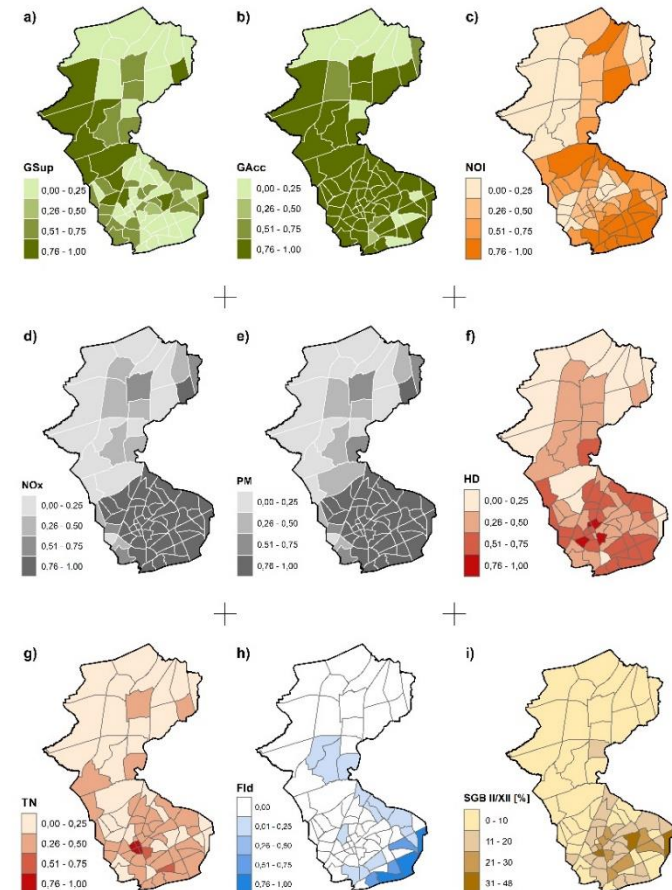 a)
GSup
0,00 - 0,25
0,26 - 0,50
0,51 - 0,75
0,76 - 1,00
b)
GAcc
0,00 - 0,25
0,26 - 0,50
0,51 - 0,75
0,76 - 1,00
c)
NOI
0,00 - 0,25
0,26 - 0,50
0,51 - 0,75
0,76 - 1,00
d)
NOx
0,00 - 0,25
0,26 - 0,50
0,51 - 0,75
0,76 - 1,00
e)
PM
0,00 - 0,25
0,26 - 0,50
0,51 - 0,75
0,76 - 1,00
f)
HD
0,00 - 0,25
0,26 - 0,50
0,51 - 0,75
0,76 - 1,00
g)
TN
0,00 - 0,25
0,26 - 0,50
0,51 - 0,75
0,76 - 1,00
h)
Fld
0,00
0,01 - 0,25
0,26 - 0,50
0,51 - 0,75
0,76 - 1,00
i)
SGB II/XII [%]
0 - 10
11 - 20
21 - 30
31 - 48